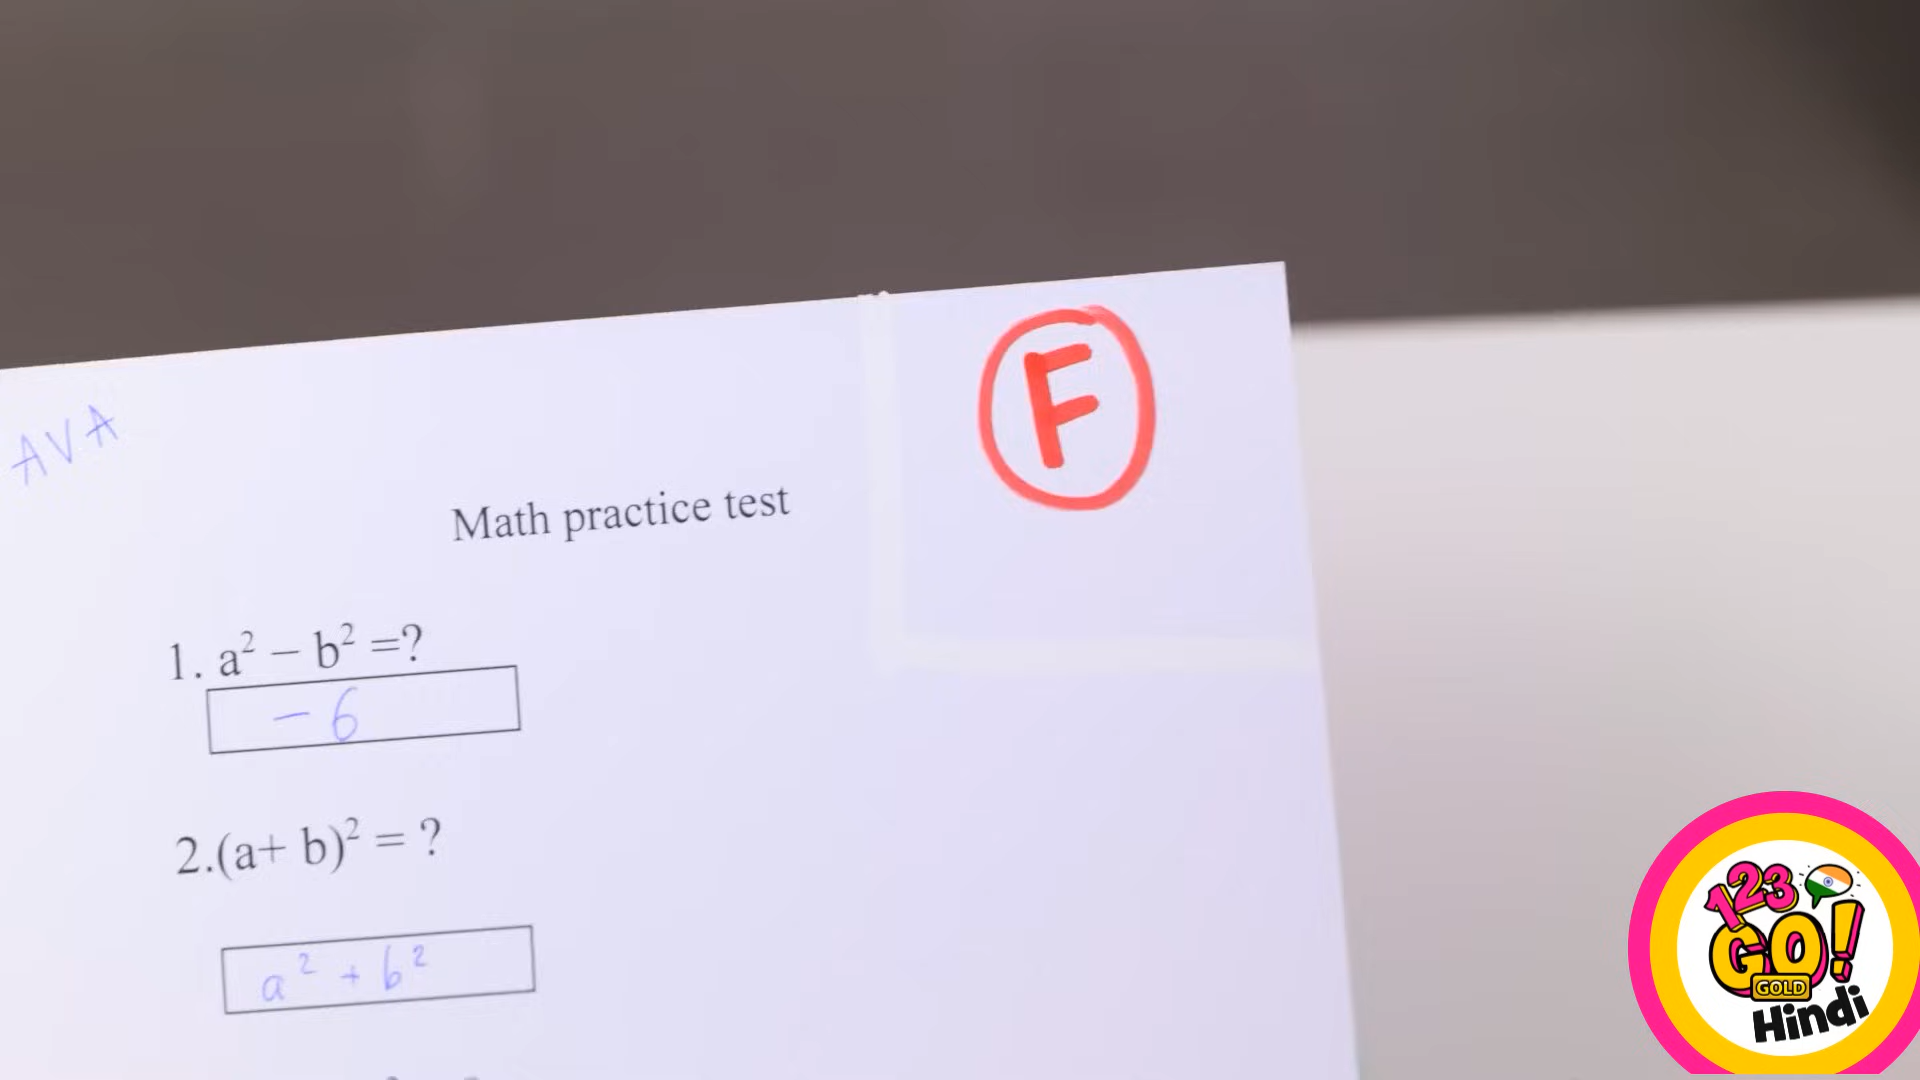 AVA
F
Math practice test
1. a² – b² =?
– 6
2.(a+ b)² = ?
a² + b²
123
GO!
GOLD
Hindi